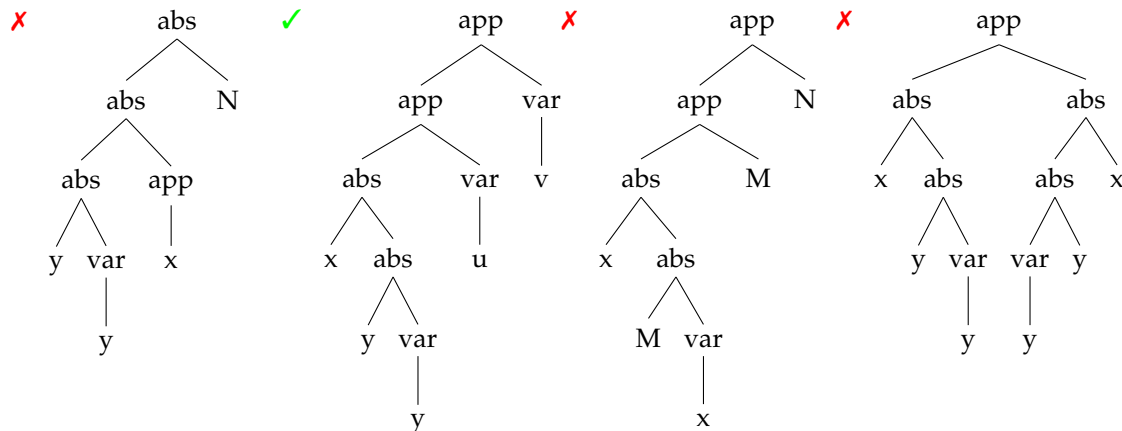 ✗ abs ✓ app ✗ app ✗ app
abs N app var app N abs abs
abs app abs var v abs M x abs abs x
y var x x abs u x abs y var var y
y y var M var y y
y x